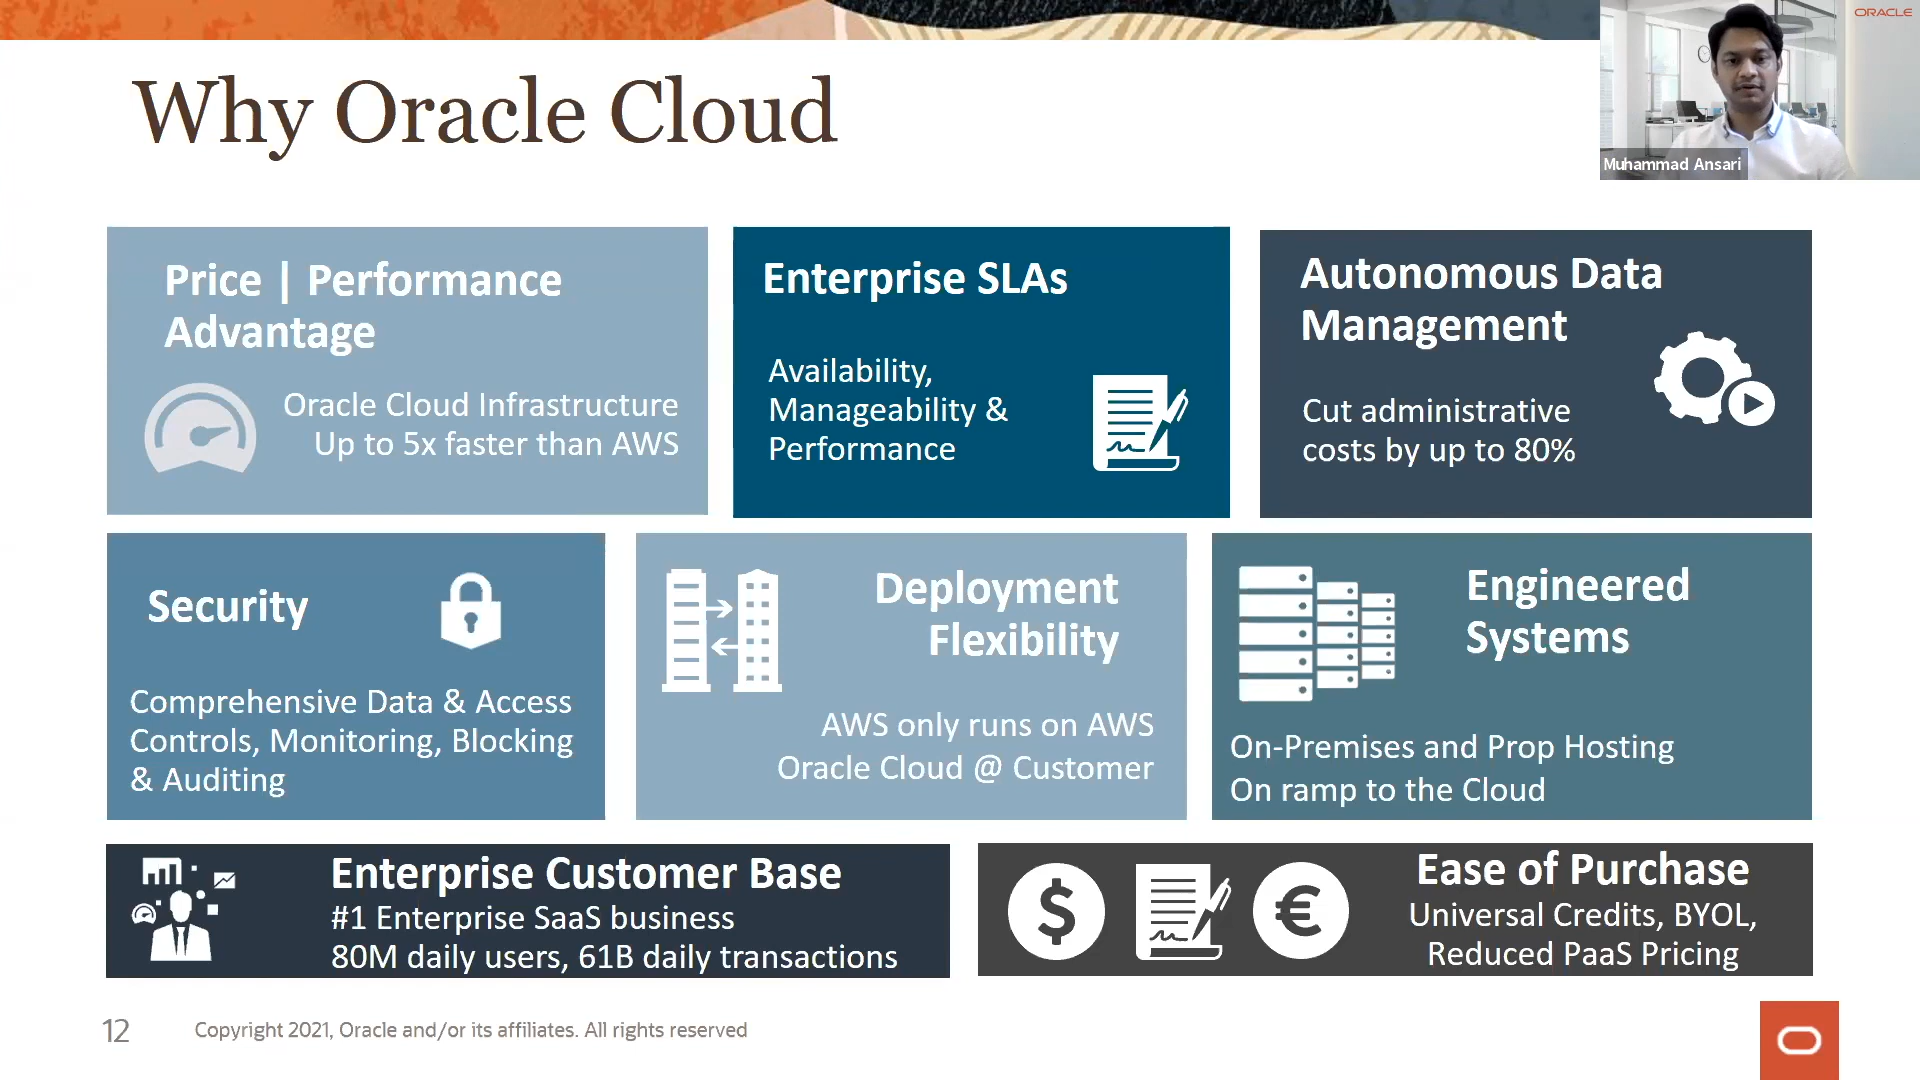 ORACLE
Why Oracle Cloud
Muhammad Ansari
Price | Performance
Advantage
Oracle Cloud Infrastructure
Up to 5x faster than AWS
Enterprise SLAs
Availability,
Manageability &
Performance
Autonomous Data
Management
Cut administrative
costs by up to 80%
Security
Comprehensive Data & Access
Controls, Monitoring, Blocking
& Auditing
Deployment
Flexibility
AWS only runs on AWS
Oracle Cloud @ Customer
Engineered
Systems
On-Premises and Prop Hosting
On ramp to the Cloud
Enterprise Customer Base
#1 Enterprise SaaS business
80M daily users, 61B daily transactions
$
€
Ease of Purchase
Universal Credits, BYOL,
Reduced PaaS Pricing
12
Copyright 2021, Oracle and/or its affiliates. All rights reserved